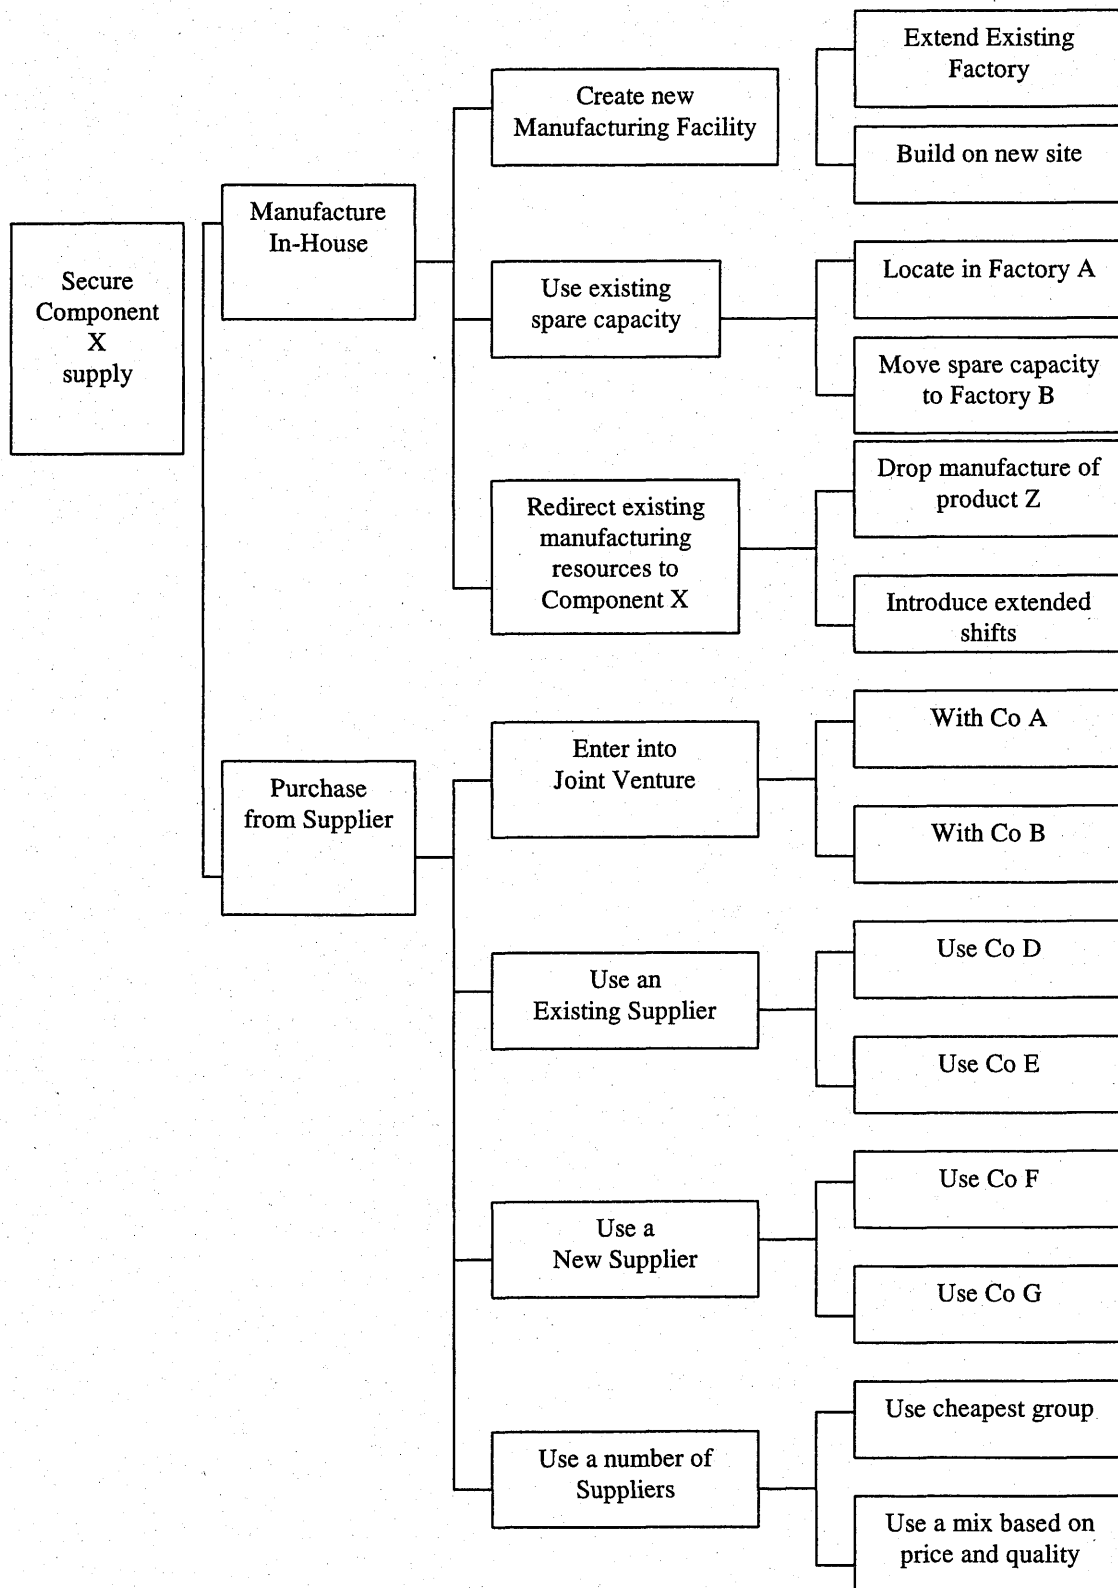 Secure
Component
X
supply
Manufacture
In-House
Create new
Manufacturing Facility
Extend Existing
Factory
Build on new site
Use existing
spare capacity
Locate in Factory A
Move spare capacity
to Factory B
Redirect existing
manufacturing
resources to
Component X
Drop manufacture of
product Z
Introduce extended
shifts
Purchase
from Supplier
Enter into
Joint Venture
With Co A
With Co B
Use an
Existing Supplier
Use Co D
Use Co E
Use a
New Supplier
Use Co F
Use Co G
Use a number of
Suppliers
Use cheapest group
Use a mix based on
price and quality